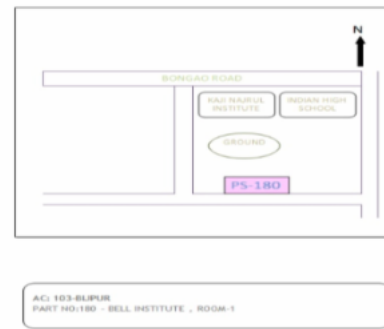 N
BONGAO ROAD
KAJI NAJRUL
INSTITUTE
INDIAN HIGH
SCHOOL
GROUND
PS-180
AC: 103-BIJPUR
PART NO:180 - BELL INSTITUTE , ROOM-1